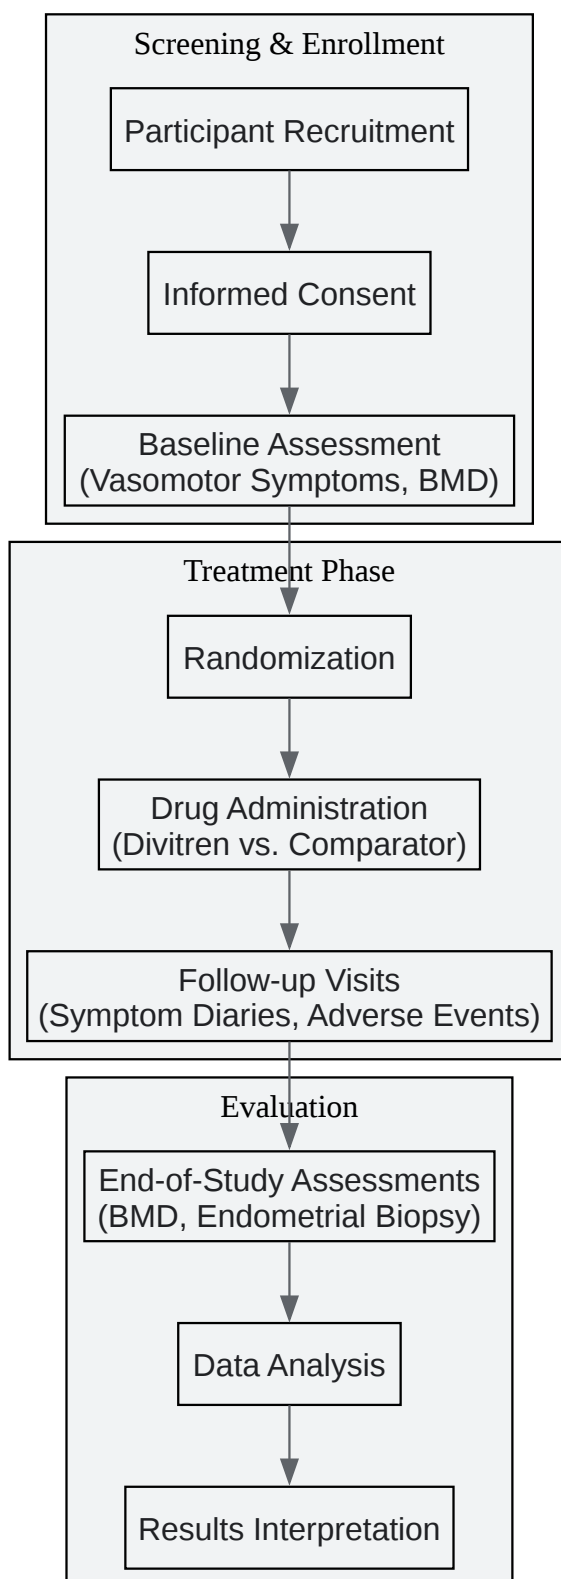 Screening & Enrollment
Participant Recruitment
Informed Consent
Baseline Assessment
(Vasomotor Symptoms, BMD)
Treatment Phase
Randomization
Drug Administration
(Divitren vs. Comparator)
Follow-up Visits
(Symptom Diaries, Adverse Events)
Evaluation
End-of-Study Assessments
(BMD, Endometrial Biopsy)
Data Analysis
Results Interpretation